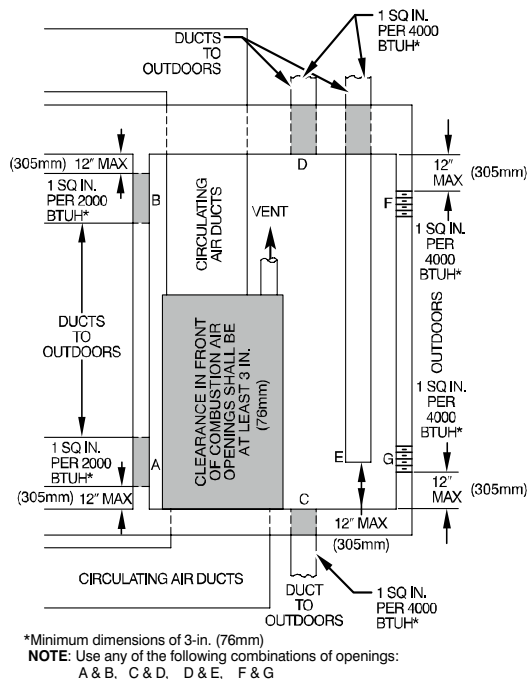 1 SQ IN.
PER 4000
BTUH*
DUCTS
TO
OUTDOORS
D
12" MAX
(305mm)
1 SQ IN.
PER 2000
BTUH*
B
CIRCULATING
AIR DUCTS
VENT
12"
MAX
(305mm)
F
1 SQ IN.
PER
4000
BTUH*
DUCTS
TO
OUTDOORS
OUTDOORS
CLEARANCE IN FRONT
OF COMBUSTION AIR
OPENINGS SHALL BE
AT LEAST 3 IN.
(76mm)
1 SQ IN.
PER
4000
BTUH*
1 SQ IN.
PER 2000
BTUH*
A
E
G
(305mm)
12" MAX
C
12"
MAX
(305mm)
12" MAX
(305mm)
CIRCULATING AIR DUCTS
DUCT
TO
OUTDOORS
1 SQ IN.
PER 4000
BTUH*
*Minimum dimensions of 3-in. (76mm)
NOTE: Use any of the following combinations of openings:
A & B, C & D, D & E, F & G